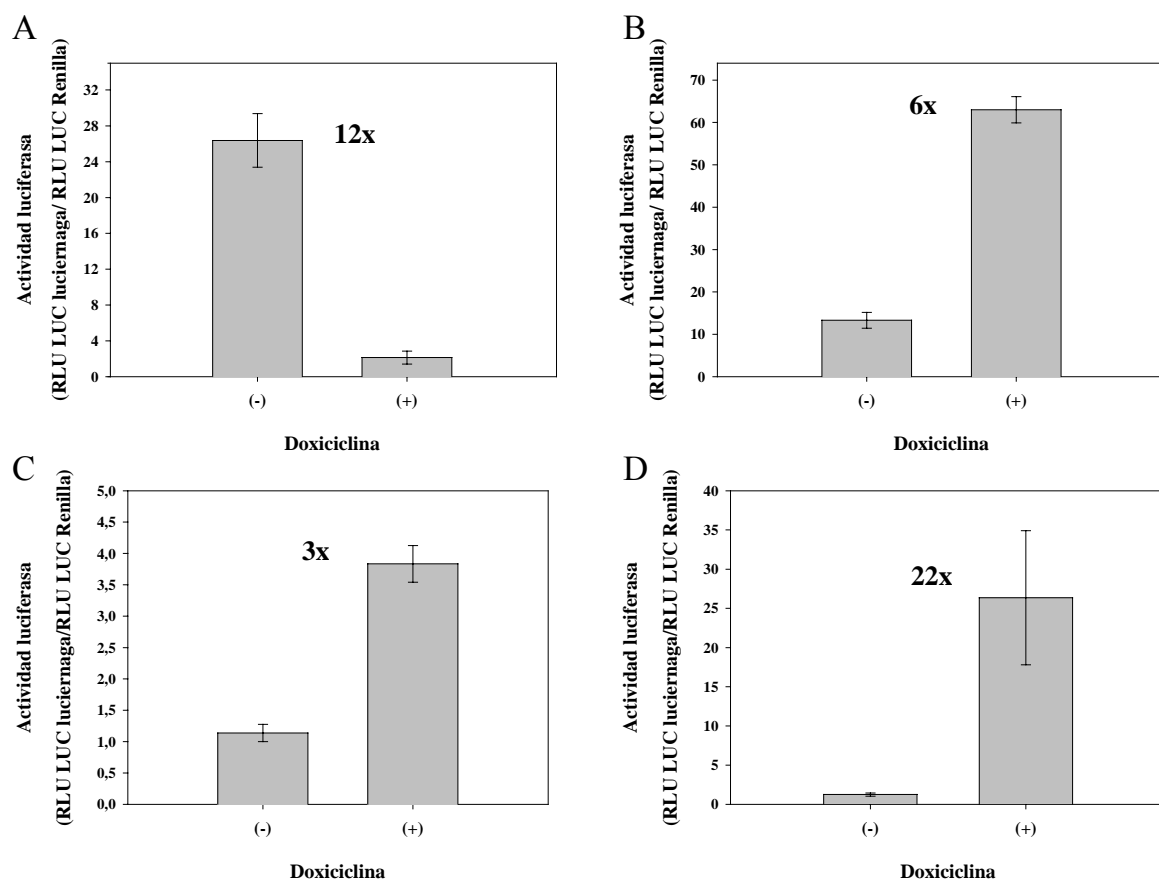 A
Actividad luciferasa
(RLU LUC luciernaga/ RLU LUC Renilla)
32
28
24
20
16
12
8
4
0
12x
(-)
(+)
Doxiciclina
B
Actividad luciferasa
(RLU LUC luciernaga/ RLU LUC Renilla)
70
60
50
40
30
20
10
0
6x
(-)
(+)
Doxiciclina
C
Actividad luciferasa
(RLU LUC luciernaga/RLU LUC Renilla)
5,0
4,5
4,0
3,5
3,0
2,5
2,0
1,5
1,0
0,5
0,0
3x
(-)
(+)
Doxiciclina
D
Actividad luciferasa
(RLU LUC luciernaga/RLU LUC Renilla)
40
35
30
25
20
15
10
5
0
22x
(-)
(+)
Doxiciclina